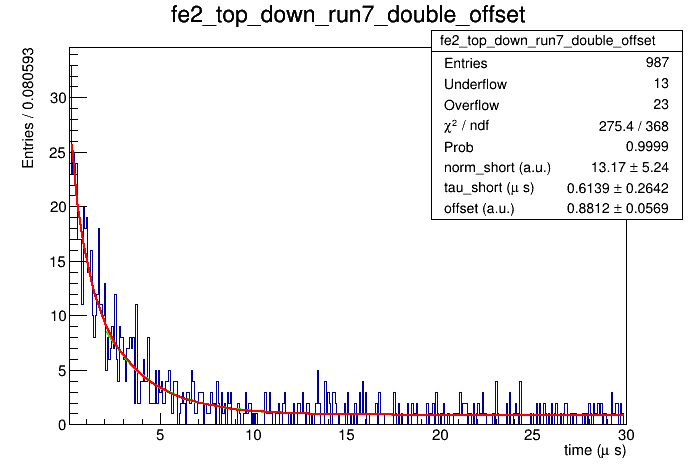 fe2_top_down_run7_double_offset
fe2_top_down_run7_double_offset
Entries 987
Underflow 13
Overflow 23
χ² / ndf 275.4 / 368
Prob 0.9999
norm_short (a.u.) 13.17 ± 5.24
tau_short (μ s) 0.6139 ± 0.2642
offset (a.u.) 0.8812 ± 0.0569
Entries / 0.080593
30
25
20
15
10
5
0
5 10 15 20 25 30
time (μ s)